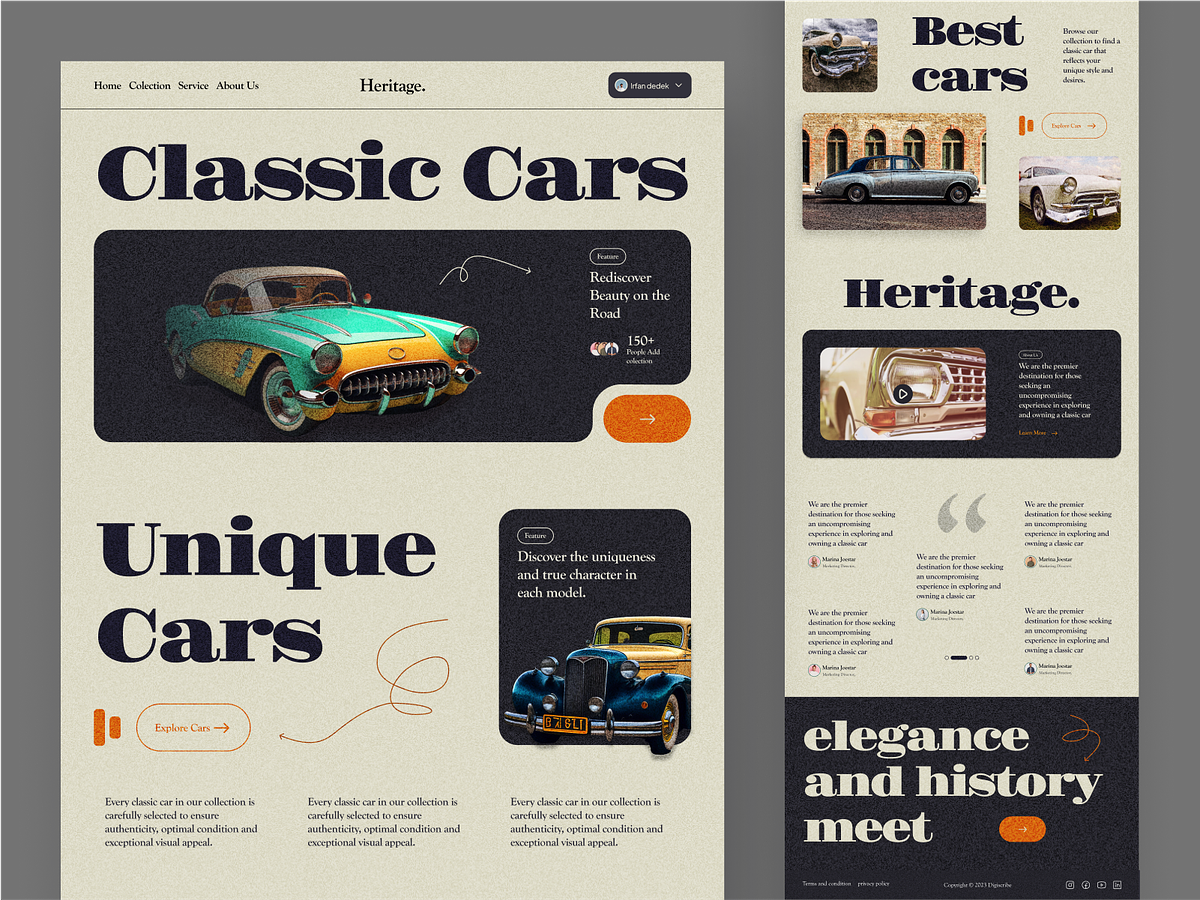 Home Colection Service About Us
Heritage.
Irfan dedek
Classic Cars
Feature
Rediscover
Beauty on the
Road
150+
People Add
colection
Unique
Cars
Explore Cars
Feature
Discover the uniqueness
and true character in
each model.
Every classic car in our collection is
carefully selected to ensure
authenticity, optimal condition and
exceptional visual appeal.
Every classic car in our collection is
carefully selected to ensure
authenticity, optimal condition and
exceptional visual appeal.
Every classic car in our collection is
carefully selected to ensure
authenticity, optimal condition and
exceptional visual appeal.
Best
cars
Browse our
collection to find a
classic car that
reflects your
unique style and
desires.
Explore Cars
Heritage.
About Us
We are the premier
destination for those
seeking an
uncompromising
experience in exploring
and owning a classic car
Learn More
We are the premier
destination for those seeking
an uncompromising
experience in exploring and
owning a classic car
Marina Joestar
Marketing Director,
“
We are the premier
destination for those seeking
an uncompromising
experience in exploring and
owning a classic car
Marina Joestar
Marketing Director,
We are the premier
destination for those seeking
an uncompromising
experience in exploring and
owning a classic car
Marina Joestar
Marketing Director,
We are the premier
destination for those seeking
an uncompromising
experience in exploring and
owning a classic car
Marina Joestar
Marketing Director,
We are the premier
destination for those seeking
an uncompromising
experience in exploring and
owning a classic car
Marina Joestar
Marketing Director,
elegance
and history
meet
Terms and condition privacy policy
Copyright © 2023 Digiscribe